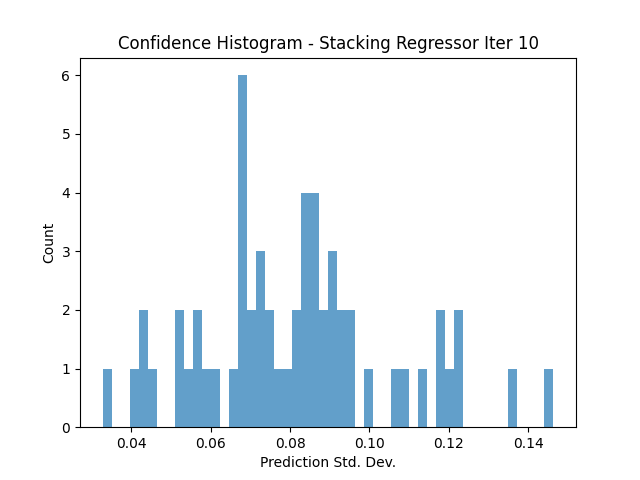 Confidence Histogram - Stacking Regressor Iter 10
6
5
4
3
2
1
0
Count
0.04 0.06 0.08 0.10 0.12 0.14
Prediction Std. Dev.